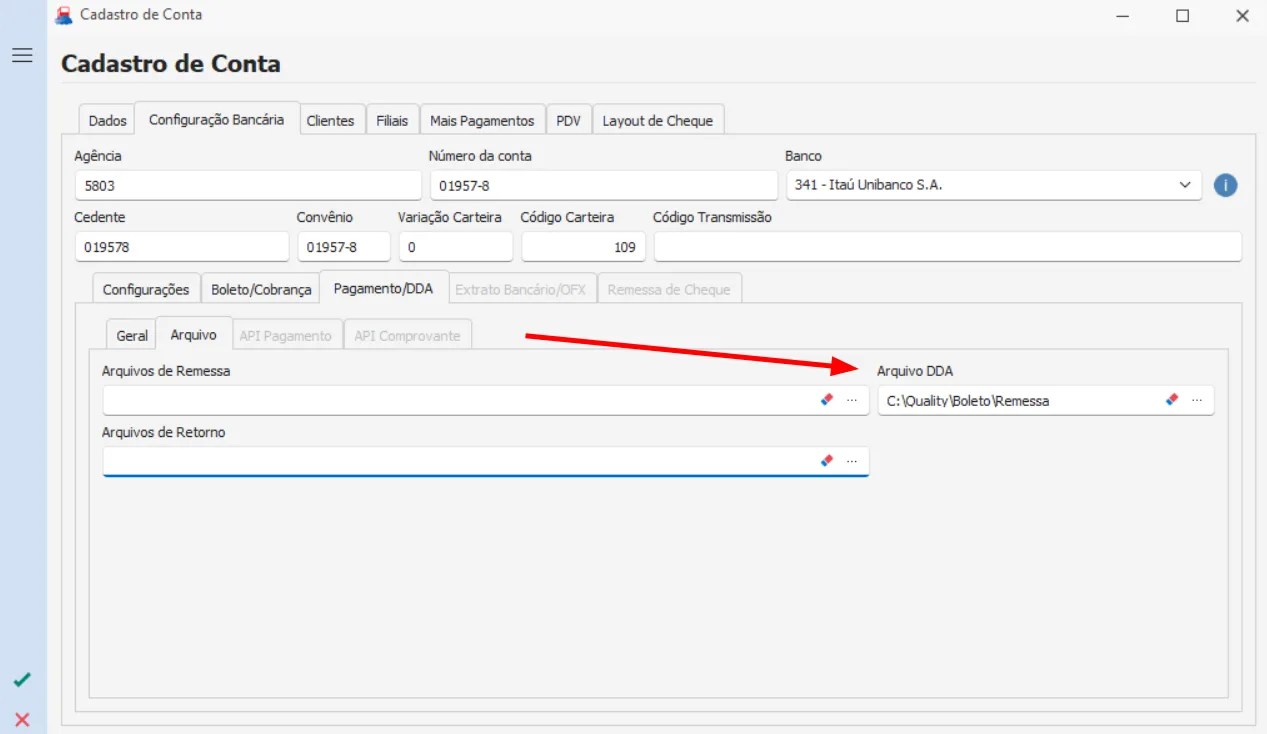 Cadastro de Conta
Cadastro de Conta
Dados Configuração Bancária Clientes Filiais Mais Pagamentos PDV Layout de Cheque
Agência Número da conta Banco
5803 01957-8 341 - Itaú Unibanco S.A.
Cedente Convênio Variação Carteira Código Carteira Código Transmissão
019578 01957-8 0 109
Configurações Boleto/Cobrança Pagamento/DDA Extrato Bancário/OFX Remessa de Cheque
Geral Arquivo API Pagamento API Comprovante
Arquivos de Remessa Arquivo DDA
... C:\Quality\Boleto\Remessa ...
Arquivos de Retorno
...